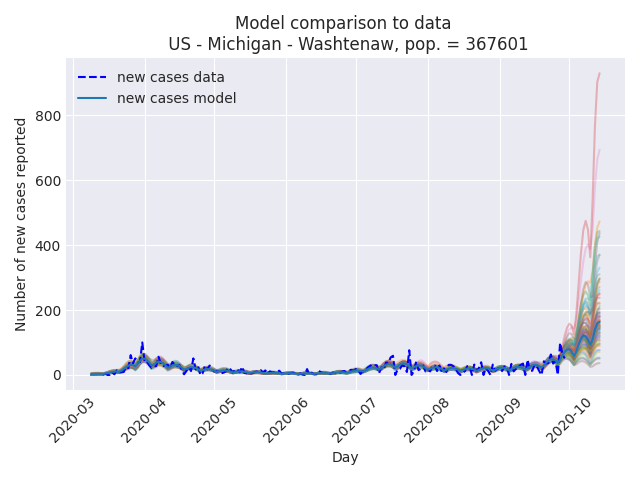 Model comparison to data
US - Michigan - Washtenaw, pop. = 367601
new cases data
new cases model
Number of new cases reported
800
600
400
200
0
2020-03
2020-04
2020-05
2020-06
2020-07
2020-08
2020-09
2020-10
Day